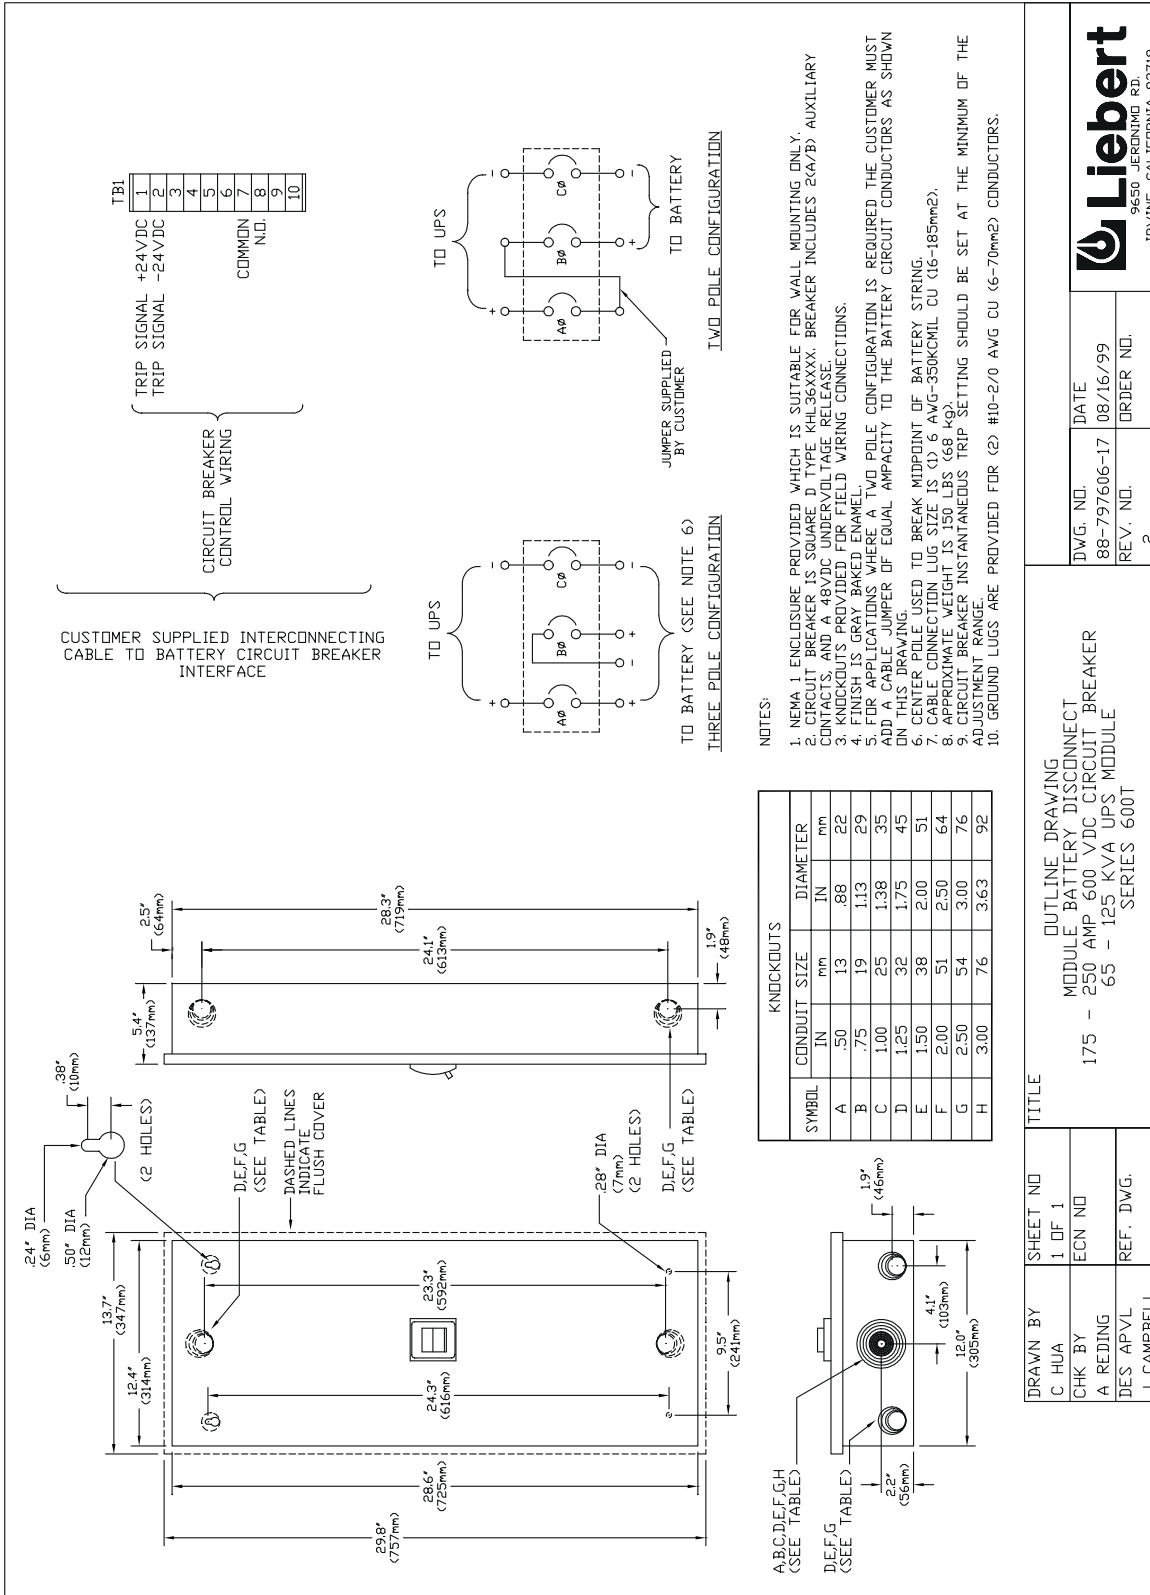 TB1
TRIP SIGNAL +24VDC 1
TRIP SIGNAL -24VDC 2
3
4
5
6
COMMON 7
N.O. 8
9
10
CIRCUIT BREAKER
CONTROL WIRING
CUSTOMER SUPPLIED INTERCONNECTING
CABLE TO BATTERY CIRCUIT BREAKER
INTERFACE
TO UPS
+ -
AØ BØ CØ
+ - + -
TO BATTERY (SEE NOTE 6)
THREE POLE CONFIGURATION
TO UPS
+ -
AØ BØ CØ
+ -
JUMPER SUPPLIED
BY CUSTOMER
TO BATTERY
TWO POLE CONFIGURATION
NOTES:
1. NEMA 1 ENCLOSURE PROVIDED WHICH IS SUITABLE FOR WALL MOUNTING ONLY.
2. CIRCUIT BREAKER IS SQUARE D TYPE KHL36XXXX. BREAKER INCLUDES 2(A/B) AUXILIARY
CONTACTS, AND A 48VDC UNDERVOLTAGE RELEASE.
3. KNOCKOUTS PROVIDED FOR FIELD WIRING CONNECTIONS.
4. FINISH IS GRAY BAKED ENAMEL.
5. FOR APPLICATIONS WHERE A TWO POLE CONFIGURATION IS REQUIRED THE CUSTOMER MUST
ADD A CABLE JUMPER OF EQUAL AMPACITY TO THE BATTERY CIRCUIT CONDUCTORS AS SHOWN
ON THIS DRAWING.
6. CENTER POLE USED TO BREAK MIDPOINT OF BATTERY STRING.
7. CABLE CONNECTION LUG SIZE IS (1) 6 AWG-350KCMIL CU (16-185mm2).
8. APPROXIMATE WEIGHT IS 150 LBS (68 kg).
9. CIRCUIT BREAKER INSTANTANEOUS TRIP SETTING SHOULD BE SET AT THE MINIMUM OF THE
ADJUSTMENT RANGE.
10. GROUND LUGS ARE PROVIDED FOR (2) #10-2/0 AWG CU (6-70mm2) CONDUCTORS.
.24" DIA
(6mm)
.50" DIA
(12mm)
.38"
(10mm)
(2 HOLES)
13.7"
(347mm)
12.4"
(314mm)
D,E,F,G
(SEE TABLE)
DASHED LINES
INDICATE
FLUSH COVER
23.3"
(592mm)
24.3"
(616mm)
28.6"
(725mm)
29.8"
(757mm)
9.5"
(241mm)
.28" DIA
(7mm)
(2 HOLES)
D,E,F,G
(SEE TABLE)
5.4"
(137mm)
2.5"
(64mm)
28.3"
(719mm)
24.1"
(613mm)
1.9"
(48mm)
A,B,C,D,E,F,G,H
(SEE TABLE)
D,E,F,G
(SEE TABLE)
2.2"
(56mm)
1.9"
(46mm)
4.1"
(103mm)
12.0"
(305mm)
KNOCKOUTS
SYMBOL CONDUIT SIZE DIAMETER
IN mm IN mm
A .50 13 .88 22
B .75 19 1.13 29
C 1.00 25 1.38 35
D 1.25 32 1.75 45
E 1.50 38 2.00 51
F 2.00 51 2.50 64
G 2.50 54 3.00 76
H 3.00 76 3.63 92
DRAWN BY
C HUA
CHK BY
A REDING
DES APVL
J CAMPBELL
SHEET NO
1 OF 1
ECN NO
REF. DWG.
TITLE
OUTLINE DRAWING
MODULE BATTERY DISCONNECT
175 - 250 AMP 600 VDC CIRCUIT BREAKER
65 - 125 KVA UPS MODULE
SERIES 600T
DWG. NO.
88-797606-17
REV. NO.
2
DATE
08/16/99
ORDER NO.
Liebert
9650 JERONIMO RD.
IRVINE, CALIFORNIA 92718